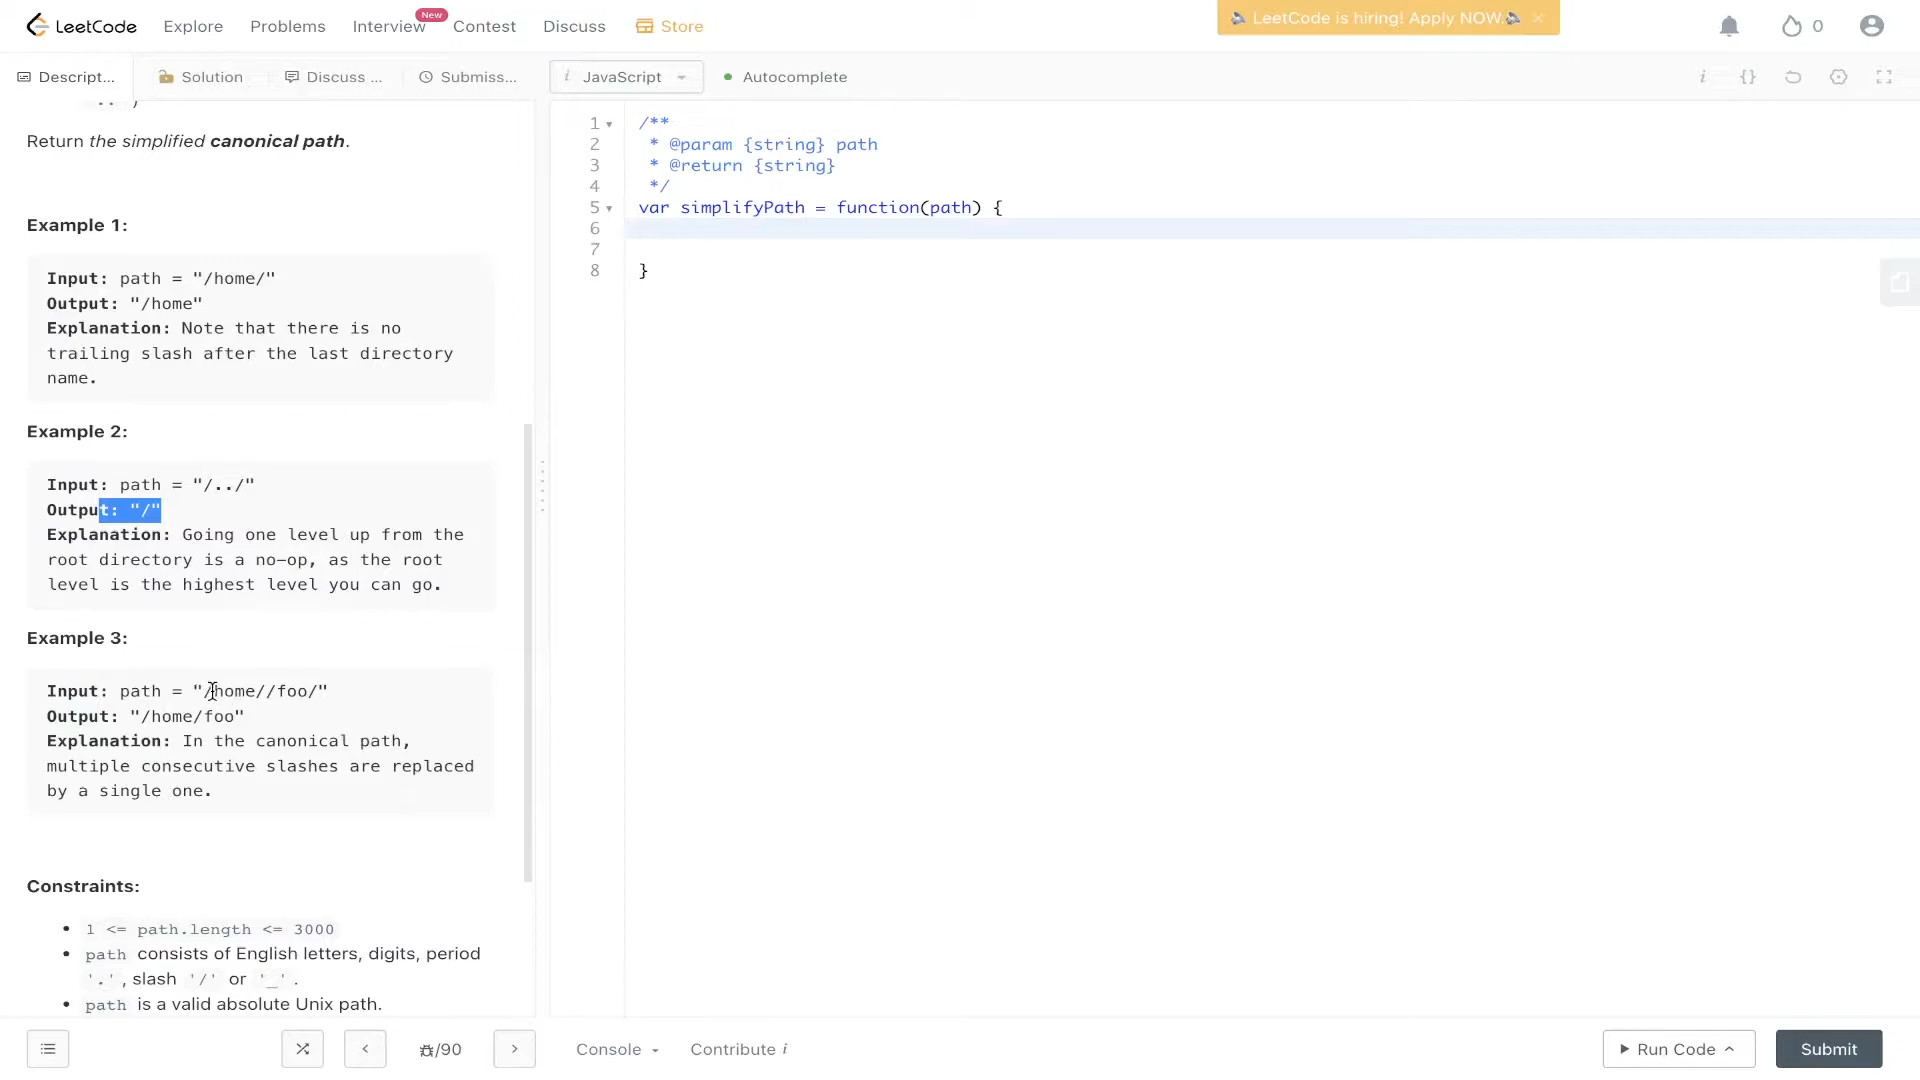 LeetCode
Explore
Problems
Interview
New
Contest
Discuss
Store
LeetCode is hiring! Apply NOW.
0
Descript...
Solution
Discuss ...
Submiss...
i
JavaScript
Autocomplete
i
{}
Return the simplified canonical path.
Example 1:
Input: path = "/home/"
Output: "/home"
Explanation: Note that there is no
trailing slash after the last directory
name.
Example 2:
Input: path = "/../"
Output: "/"
Explanation: Going one level up from the
root directory is a no-op, as the root
level is the highest level you can go.
Example 3:
Input: path = "/home//foo/"
Output: "/home/foo"
Explanation: In the canonical path,
multiple consecutive slashes are replaced
by a single one.
Constraints:
1 <= path.length <= 3000
path consists of English letters, digits, period
'.', slash '/' or '_'.
path is a valid absolute Unix path.
1 /**
2 * @param {string} path
3 * @return {string}
4 */
5 var simplifyPath = function(path) {
6
7
8 }
/90
Console
Contribute i
Run Code
Submit